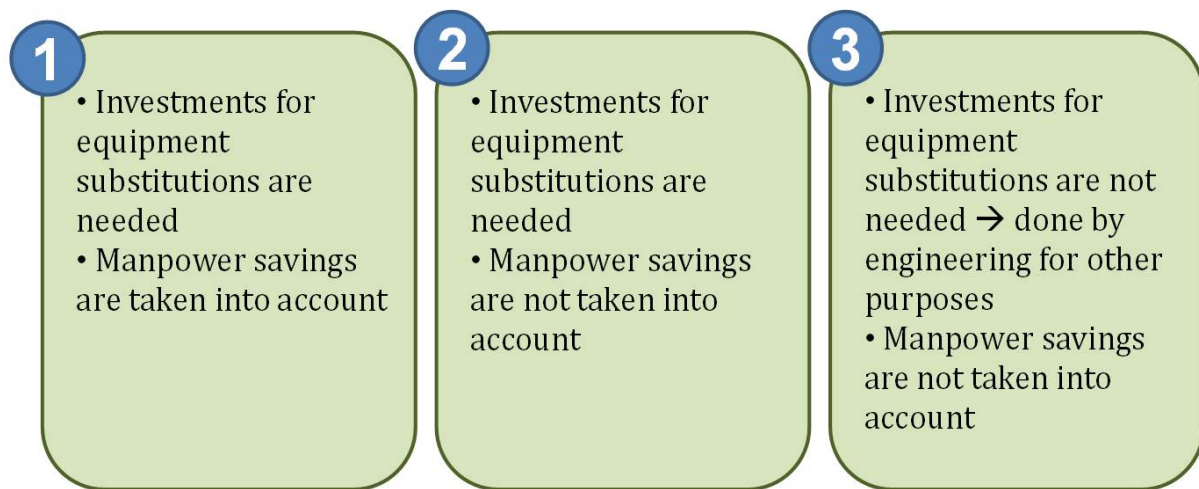 1
• Investments for
equipment
substitutions are
needed
• Manpower savings
are taken into account
2
• Investments for
equipment
substitutions are
needed
• Manpower savings
are not taken into
account
3
• Investments for
equipment
substitutions are not
needed → done by
engineering for other
purposes
• Manpower savings
are not taken into
account